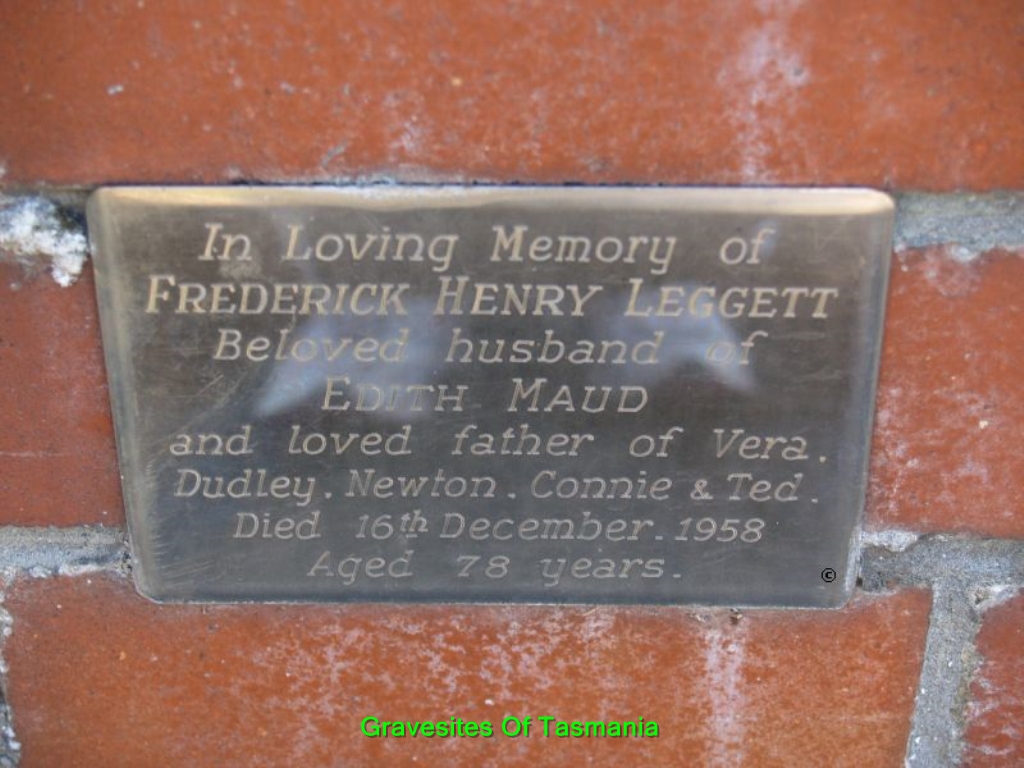 In Loving Memory of
FREDERICK HENRY LEGGETT
Beloved husband of
EDITH MAUD
and loved father of Vera.
Dudley. Newton. Connie & Ted.
Died 16th December. 1958
Aged 78 years.
©
Gravesites Of Tasmania